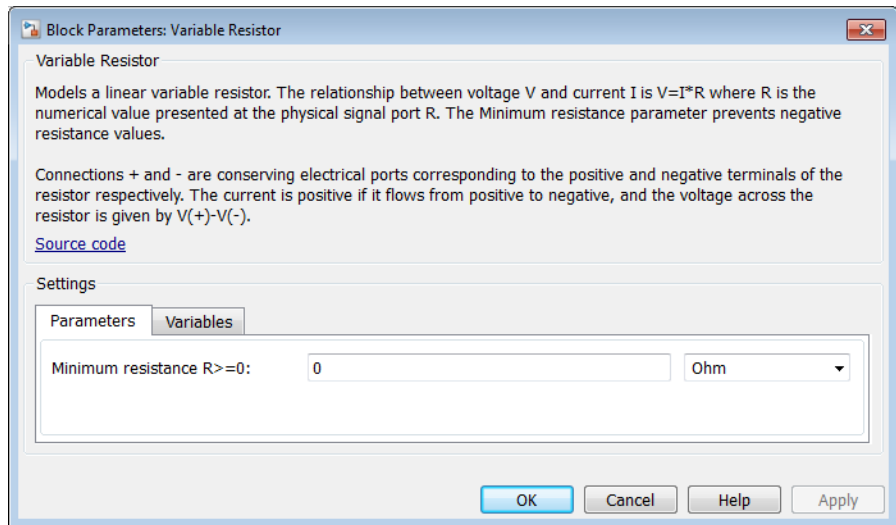 Block Parameters: Variable Resistor
Variable Resistor
Models a linear variable resistor. The relationship between voltage V and current I is V=I*R where R is the
numerical value presented at the physical signal port R. The Minimum resistance parameter prevents negative
resistance values.
Connections + and - are conserving electrical ports corresponding to the positive and negative terminals of the
resistor respectively. The current is positive if it flows from positive to negative, and the voltage across the
resistor is given by V(+)-V(-).
Source code
Settings
Parameters Variables
Minimum resistance R>=0: 0 Ohm
OK Cancel Help Apply